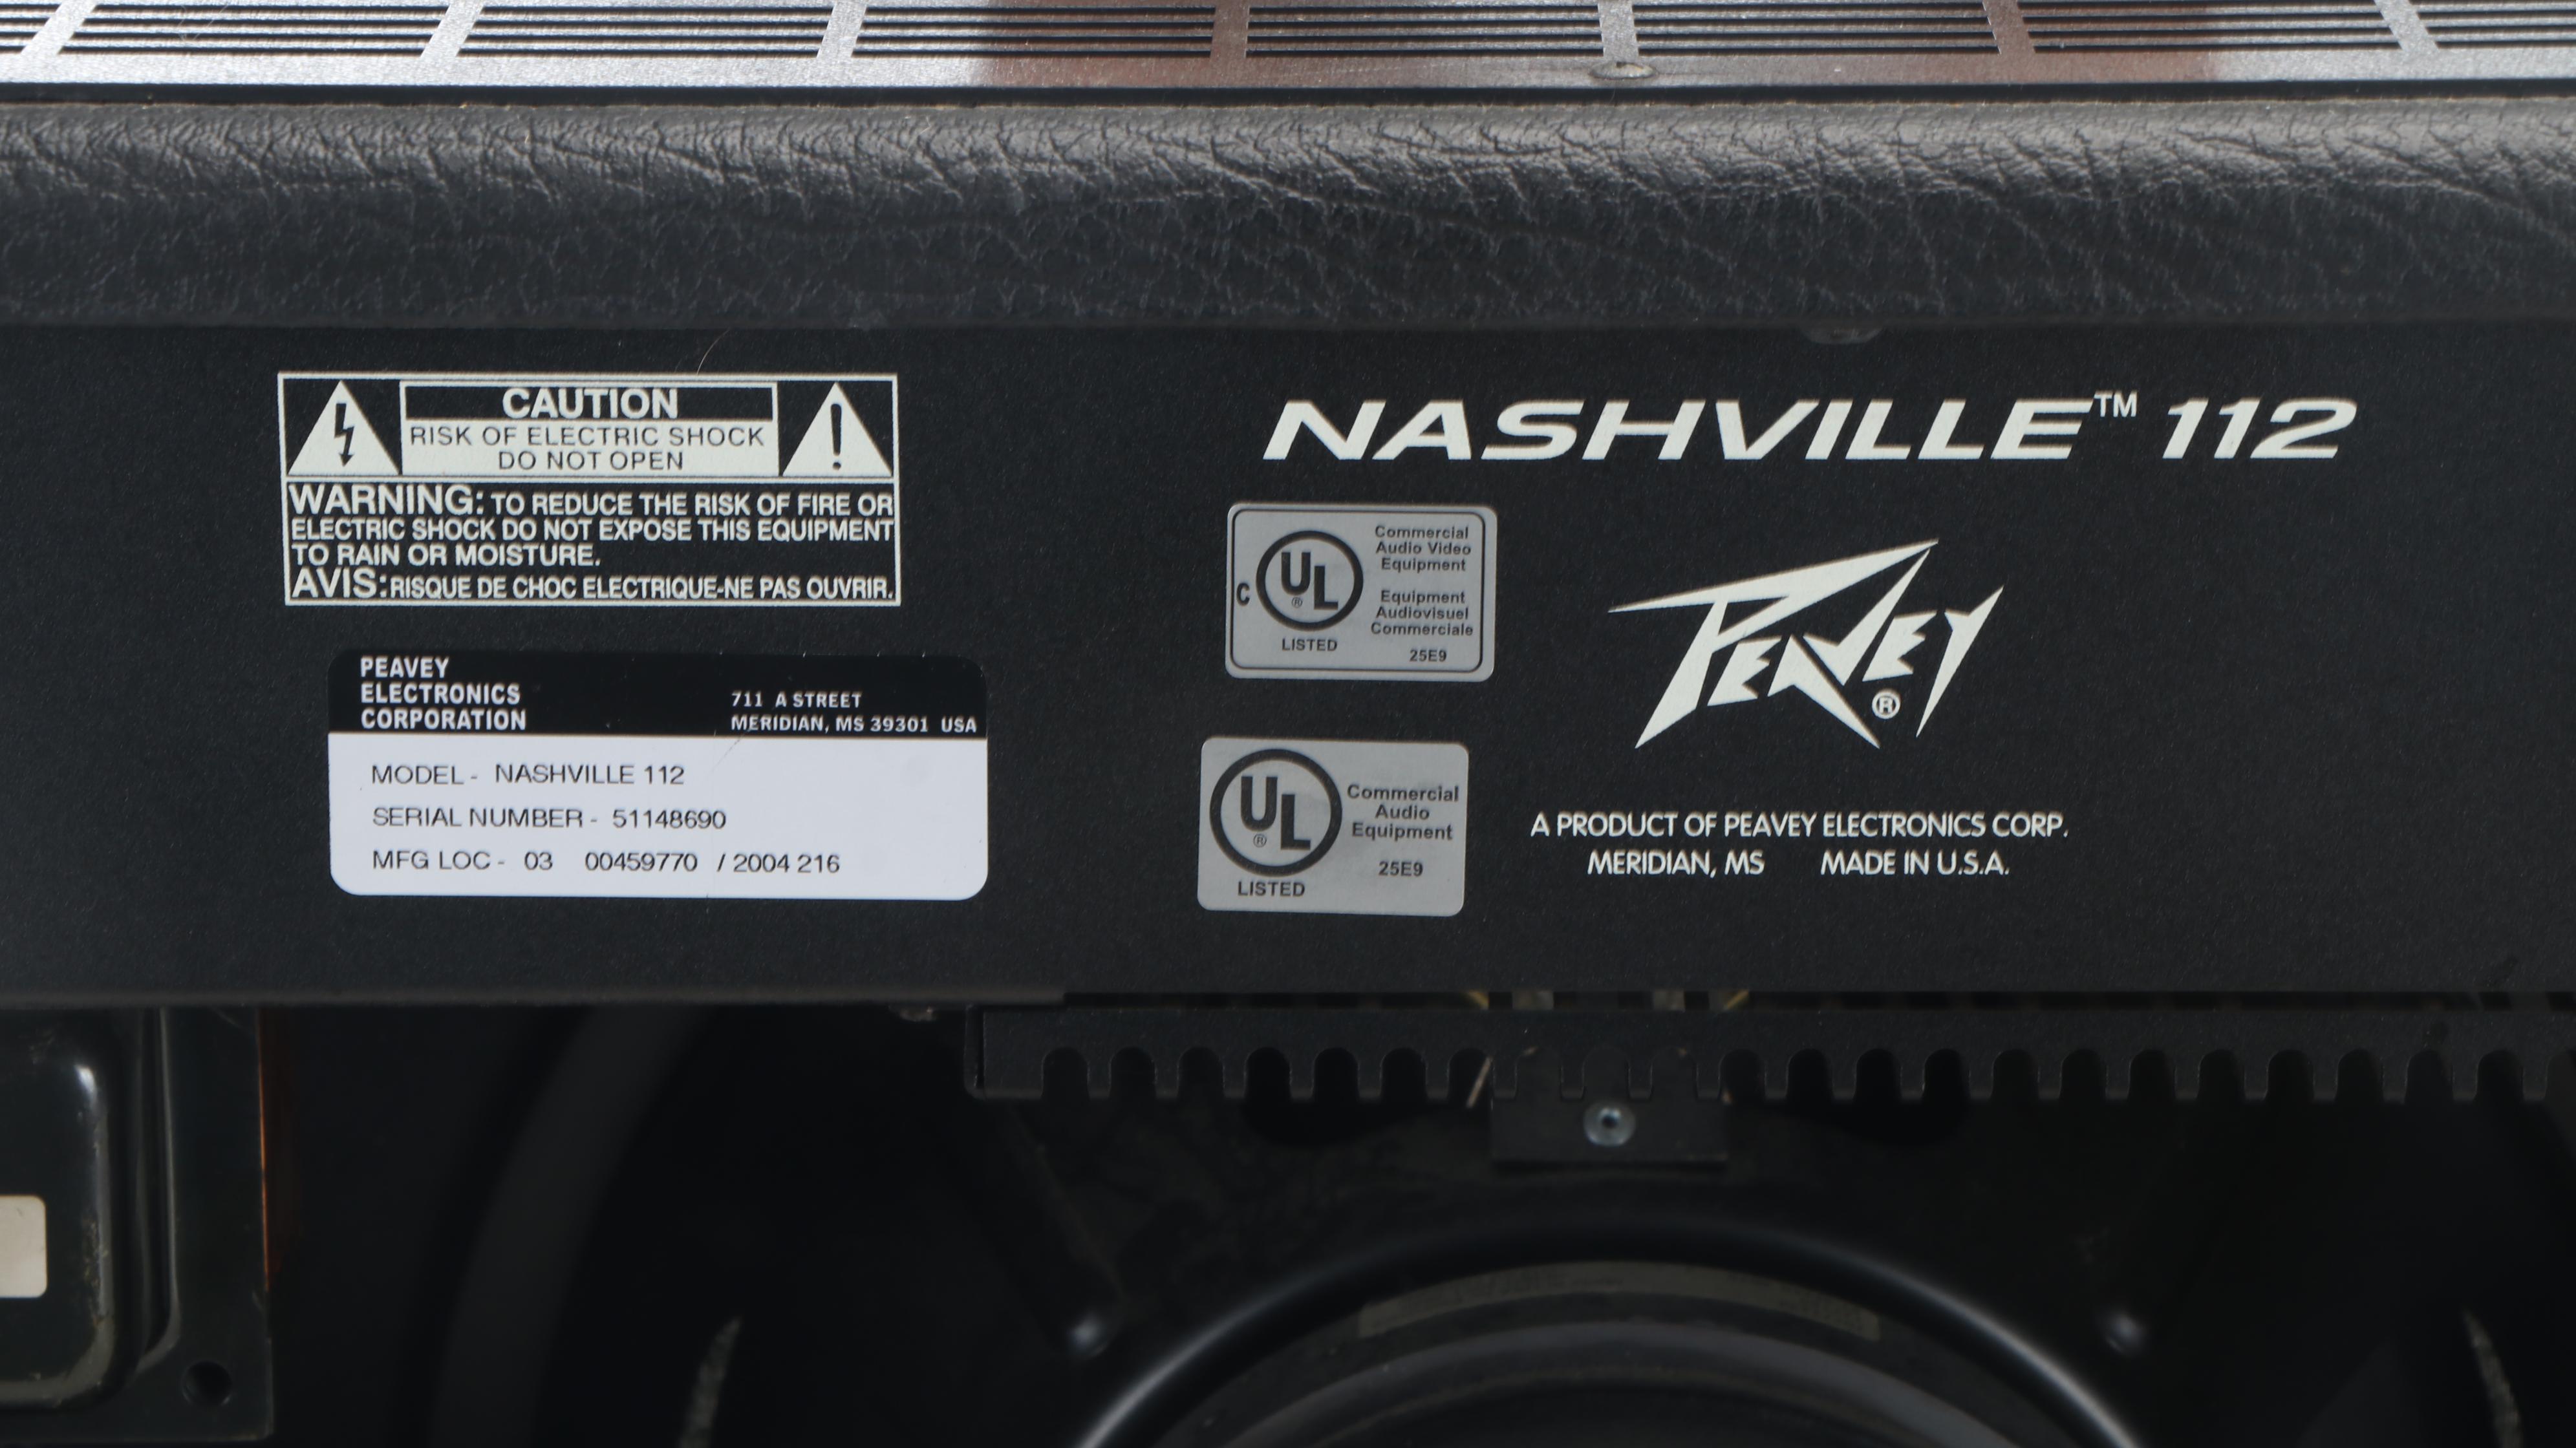 CAUTION
RISK OF ELECTRIC SHOCK
DO NOT OPEN
WARNING: TO REDUCE THE RISK OF FIRE OR
ELECTRIC SHOCK DO NOT EXPOSE THIS EQUIPMENT
TO RAIN OR MOISTURE.
AVIS: RISQUE DE CHOC ELECTRIQUE-NE PAS OUVRIR.
PEAVEY
ELECTRONICS
CORPORATION
711 A STREET
MERIDIAN, MS 39301 USA
MODEL - NASHVILLE 112
SERIAL NUMBER - 51148690
MFG LOC - 03 00459770 / 2004 216
NASHVILLE™ 112
C UL ®
LISTED
Commercial
Audio Video
Equipment
Equipment
Audiovisuel
Commerciale
25E9
UL ®
LISTED
Commercial
Audio
Equipment
25E9
PEAVEY ®
A PRODUCT OF PEAVEY ELECTRONICS CORP.
MERIDIAN, MS MADE IN U.S.A.